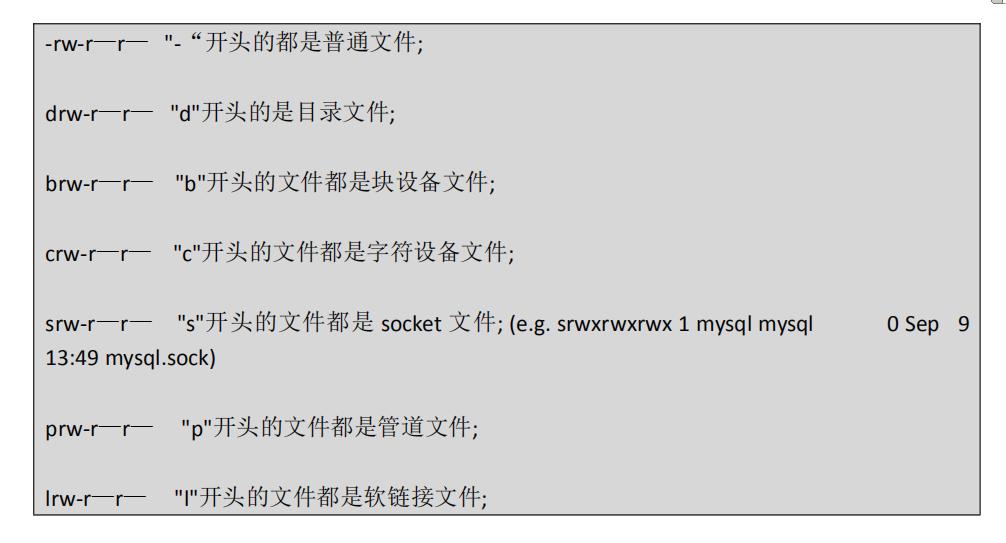 -rw-r—r— "-“开头的都是普通文件;
drw-r—r— "d"开头的是目录文件;
brw-r—r— "b"开头的文件都是块设备文件;
crw-r—r— "c"开头的文件都是字符设备文件;
srw-r—r— "s"开头的文件都是 socket 文件; (e.g. srwxrwxrwx 1 mysql mysql 0 Sep 9
13:49 mysql.sock)
prw-r—r— "p"开头的文件都是管道文件;
lrw-r—r— "l"开头的文件都是软链接文件;